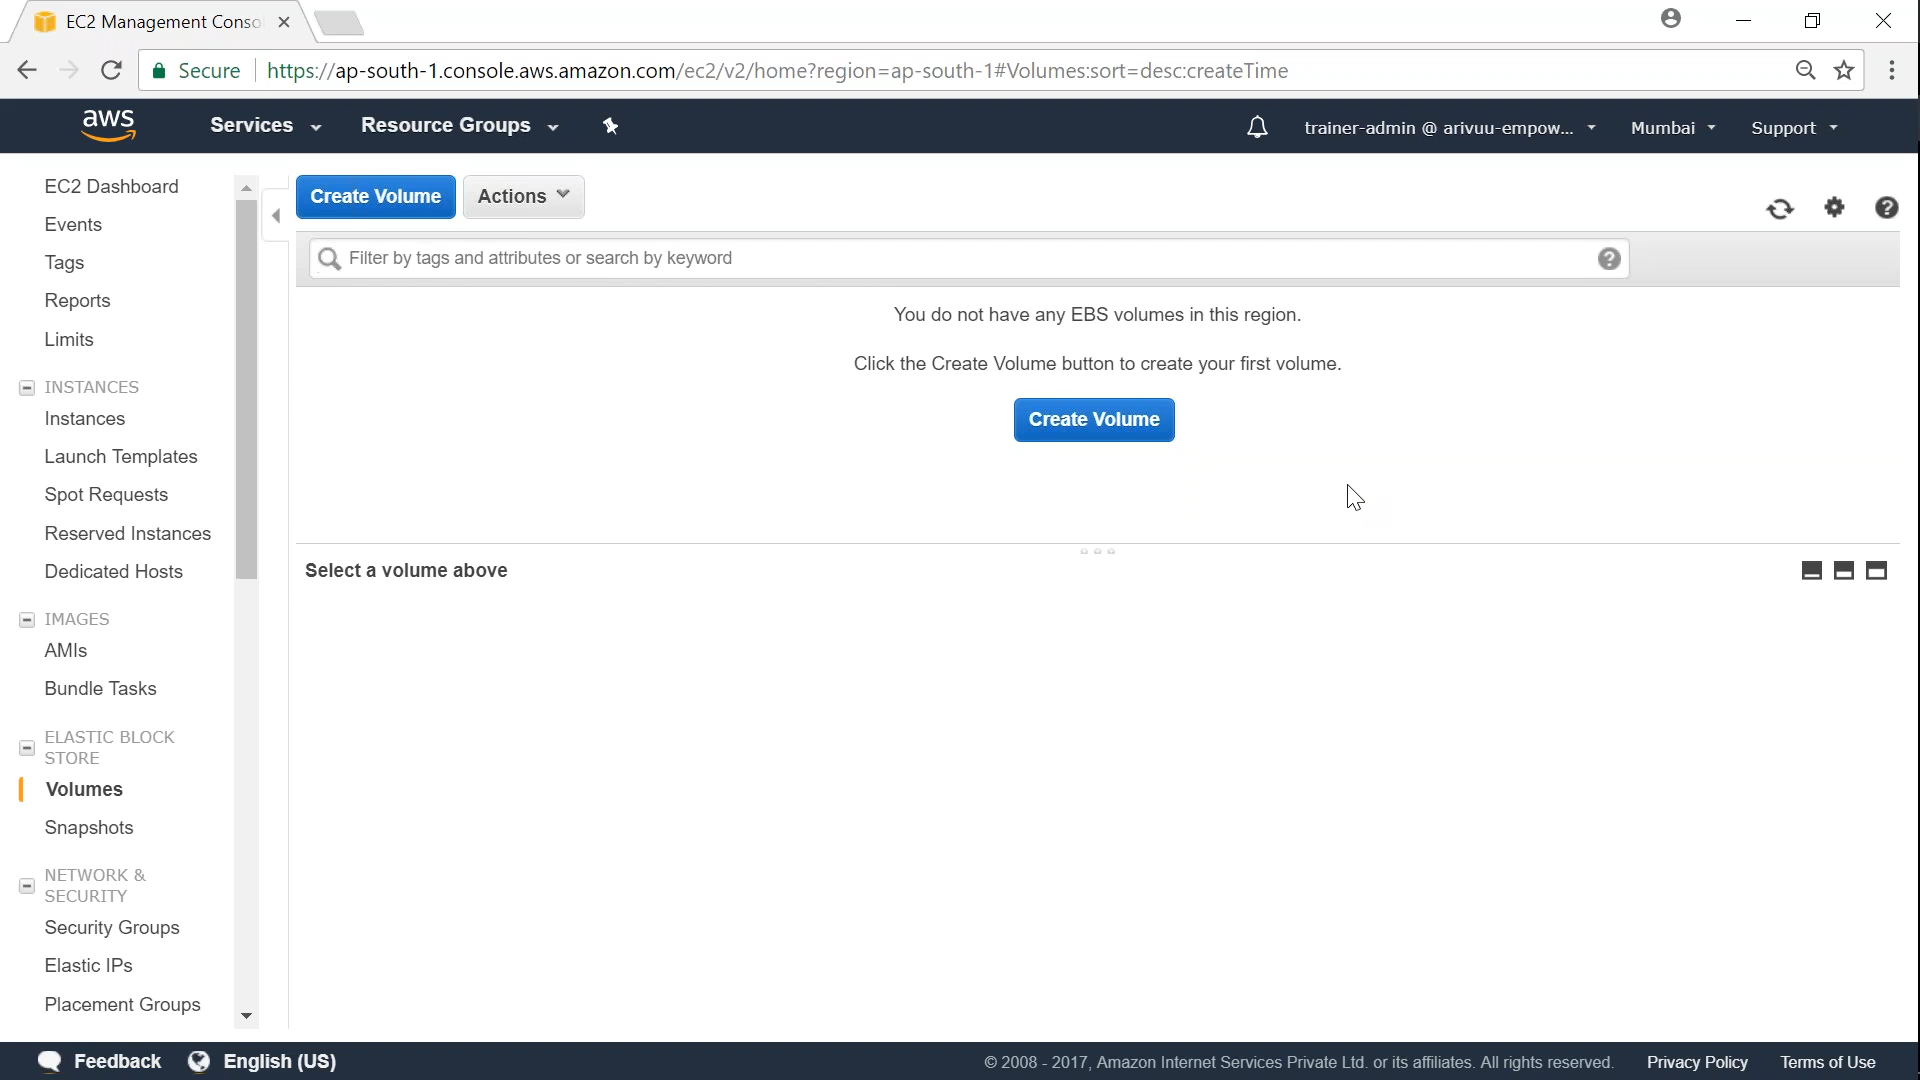 EC2 Management Conso
Secure
https://ap-south-1.console.aws.amazon.com/ec2/v2/home?region=ap-south-1#Volumes:sort=desc:createTime
aws
Services
Resource Groups
trainer-admin @ arivuu-empow...
Mumbai
Support
EC2 Dashboard
Events
Tags
Reports
Limits
INSTANCES
Instances
Launch Templates
Spot Requests
Reserved Instances
Dedicated Hosts
IMAGES
AMIs
Bundle Tasks
ELASTIC BLOCK
STORE
Volumes
Snapshots
NETWORK &
SECURITY
Security Groups
Elastic IPs
Placement Groups
Create Volume
Actions
Filter by tags and attributes or search by keyword
You do not have any EBS volumes in this region.
Click the Create Volume button to create your first volume.
Create Volume
Select a volume above
Feedback
English (US)
© 2008 - 2017, Amazon Internet Services Private Ltd. or its affiliates. All rights reserved.
Privacy Policy
Terms of Use